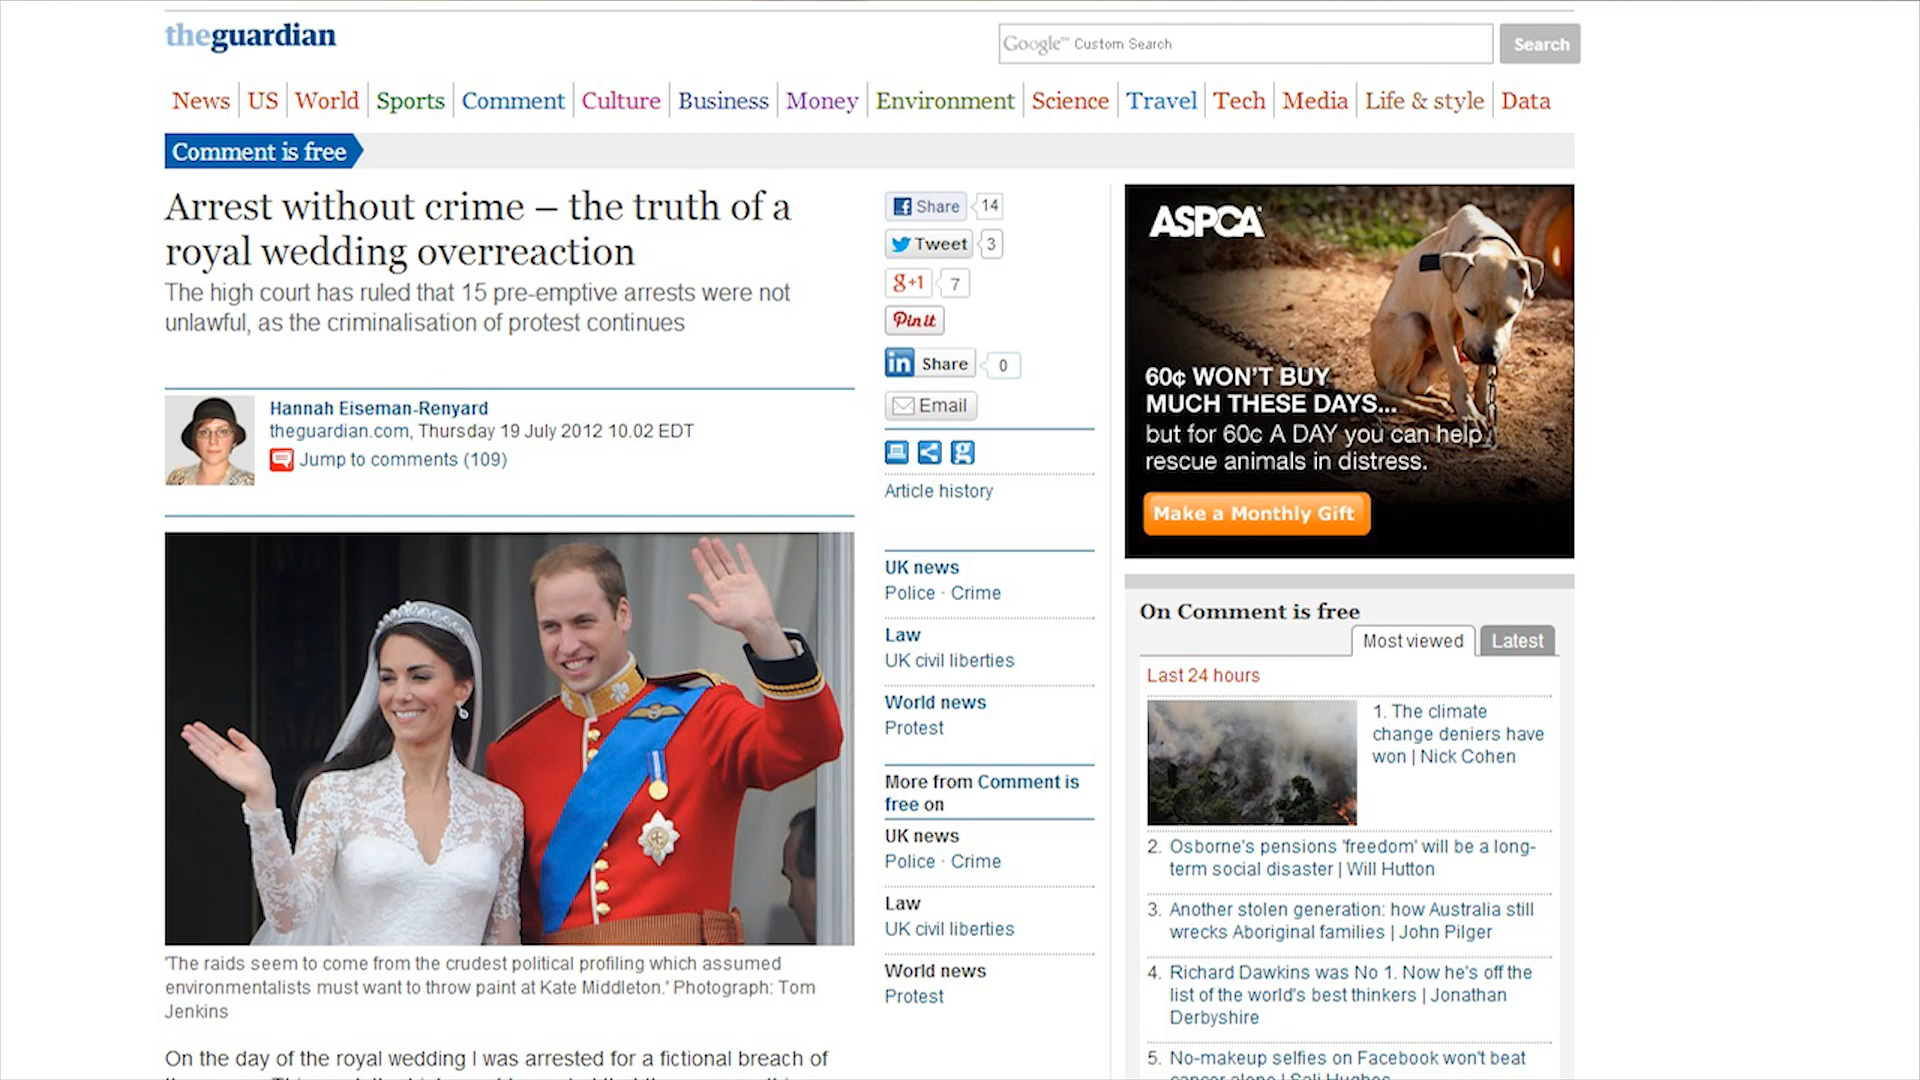 theguardian
Google™ Custom Search
Search
News US World Sports Comment Culture Business Money Environment Science Travel Tech Media Life & style Data
Comment is free
Arrest without crime – the truth of a
royal wedding overreaction
The high court has ruled that 15 pre-emptive arrests were not
unlawful, as the criminalisation of protest continues
Hannah Eiseman-Renyard
theguardian.com, Thursday 19 July 2012 10.02 EDT
Jump to comments (109)
'The raids seem to come from the crudest political profiling which assumed
environmentalists must want to throw paint at Kate Middleton.' Photograph: Tom
Jenkins
On the day of the royal wedding I was arrested for a fictional breach of
Share 14
Tweet 3
g+1 7
Pin it
in Share 0
Email
Article history
UK news
Police · Crime
Law
UK civil liberties
World news
Protest
More from Comment is
free on
UK news
Police · Crime
Law
UK civil liberties
World news
Protest
ASPCA
60¢ WON'T BUY
MUCH THESE DAYS...
but for 60¢ A DAY you can help
rescue animals in distress.
Make a Monthly Gift
On Comment is free
Most viewed Latest
Last 24 hours
1. The climate
change deniers have
won | Nick Cohen
2. Osborne's pensions 'freedom' will be a long-
term social disaster | Will Hutton
3. Another stolen generation: how Australia still
wrecks Aboriginal families | John Pilger
4. Richard Dawkins was No 1. Now he's off the
list of the world's best thinkers | Jonathan
Derbyshire
5. No-makeup selfies on Facebook won't beat
cancer alone | Sali Hughes